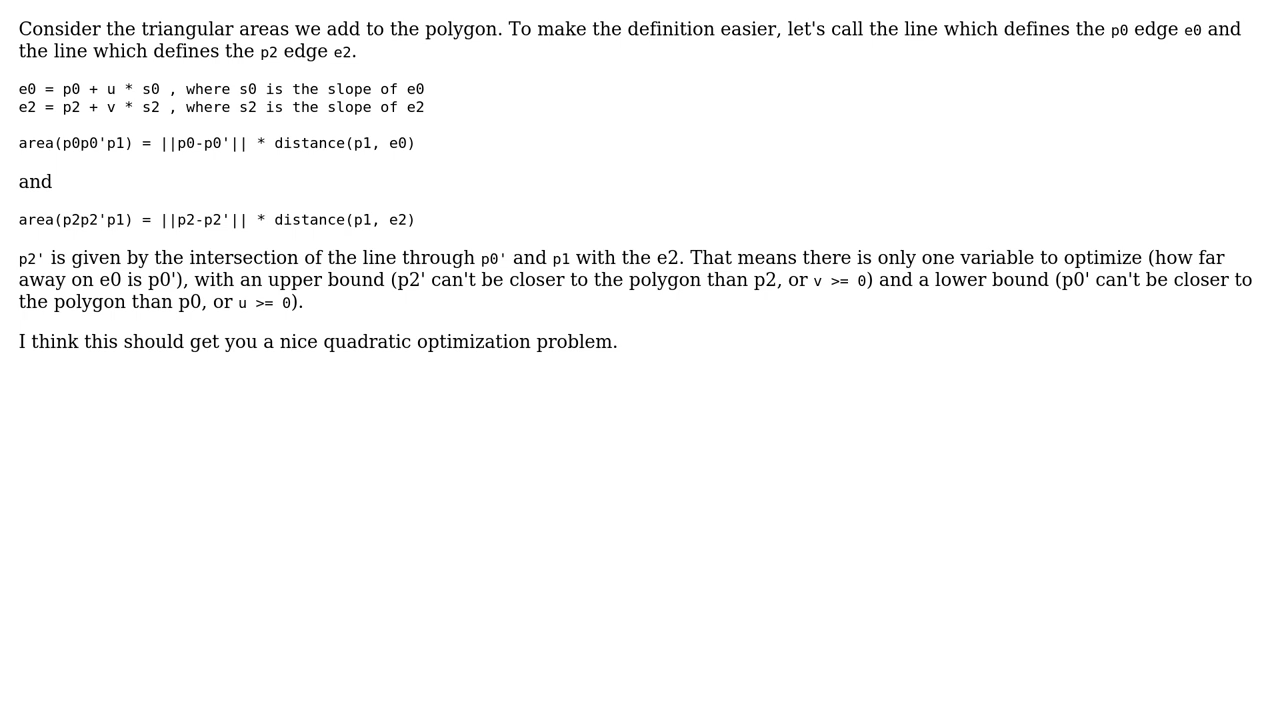 Consider the triangular areas we add to the polygon. To make the definition easier, let's call the line which defines the p0 edge e0 and
the line which defines the p2 edge e2.
e0 = p0 + u * s0 , where s0 is the slope of e0
e2 = p2 + v * s2 , where s2 is the slope of e2
area(p0p0'p1) = ||p0-p0'|| * distance(p1, e0)
and
area(p2p2'p1) = ||p2-p2'|| * distance(p1, e2)
p2' is given by the intersection of the line through p0' and p1 with the e2. That means there is only one variable to optimize (how far
away on e0 is p0'), with an upper bound (p2' can't be closer to the polygon than p2, or v >= 0) and a lower bound (p0' can't be closer to
the polygon than p0, or u >= 0).
I think this should get you a nice quadratic optimization problem.